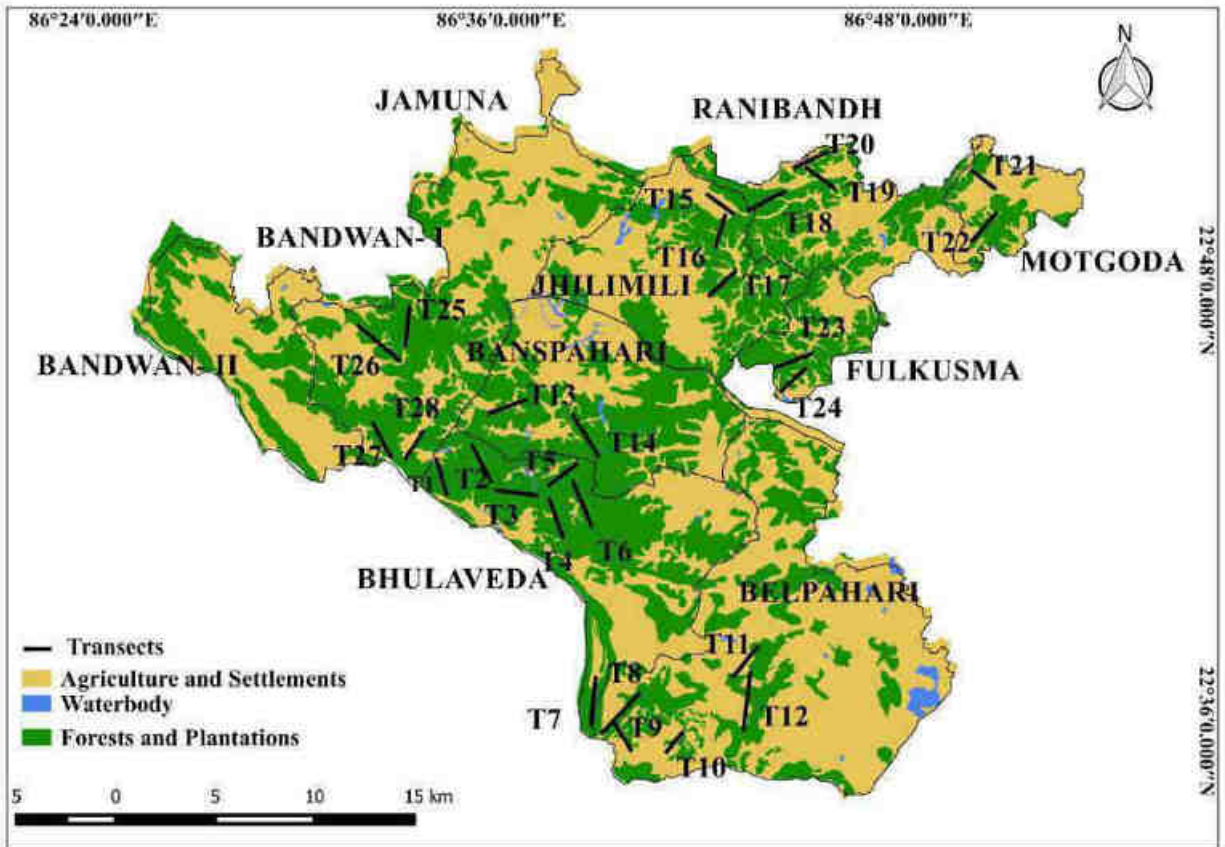 86°24'0.000"E 86°36'0.000"E 86°48'0.000"E
N
JAMUNA
RANIBANDH
T20
T21
T15
T19
T18
BANDWAN- I
T16
T22
MOTGODA
22°48'0.000"N
JHILIMILI
T17
T25
T23
T26
BANSPAHARI
BANDWAN- II
FULKUSMA
T13
T24
T28
T14
T27
T1
T2
T5
T3
T4
T6
BHULAVEDA
BELPAHARI
T11
Transects
T8
Agriculture and Settlements
Waterbody
T7
T9
T12
22°36'0.000"N
Forests and Plantations
T10
5 0 5 10 15 km